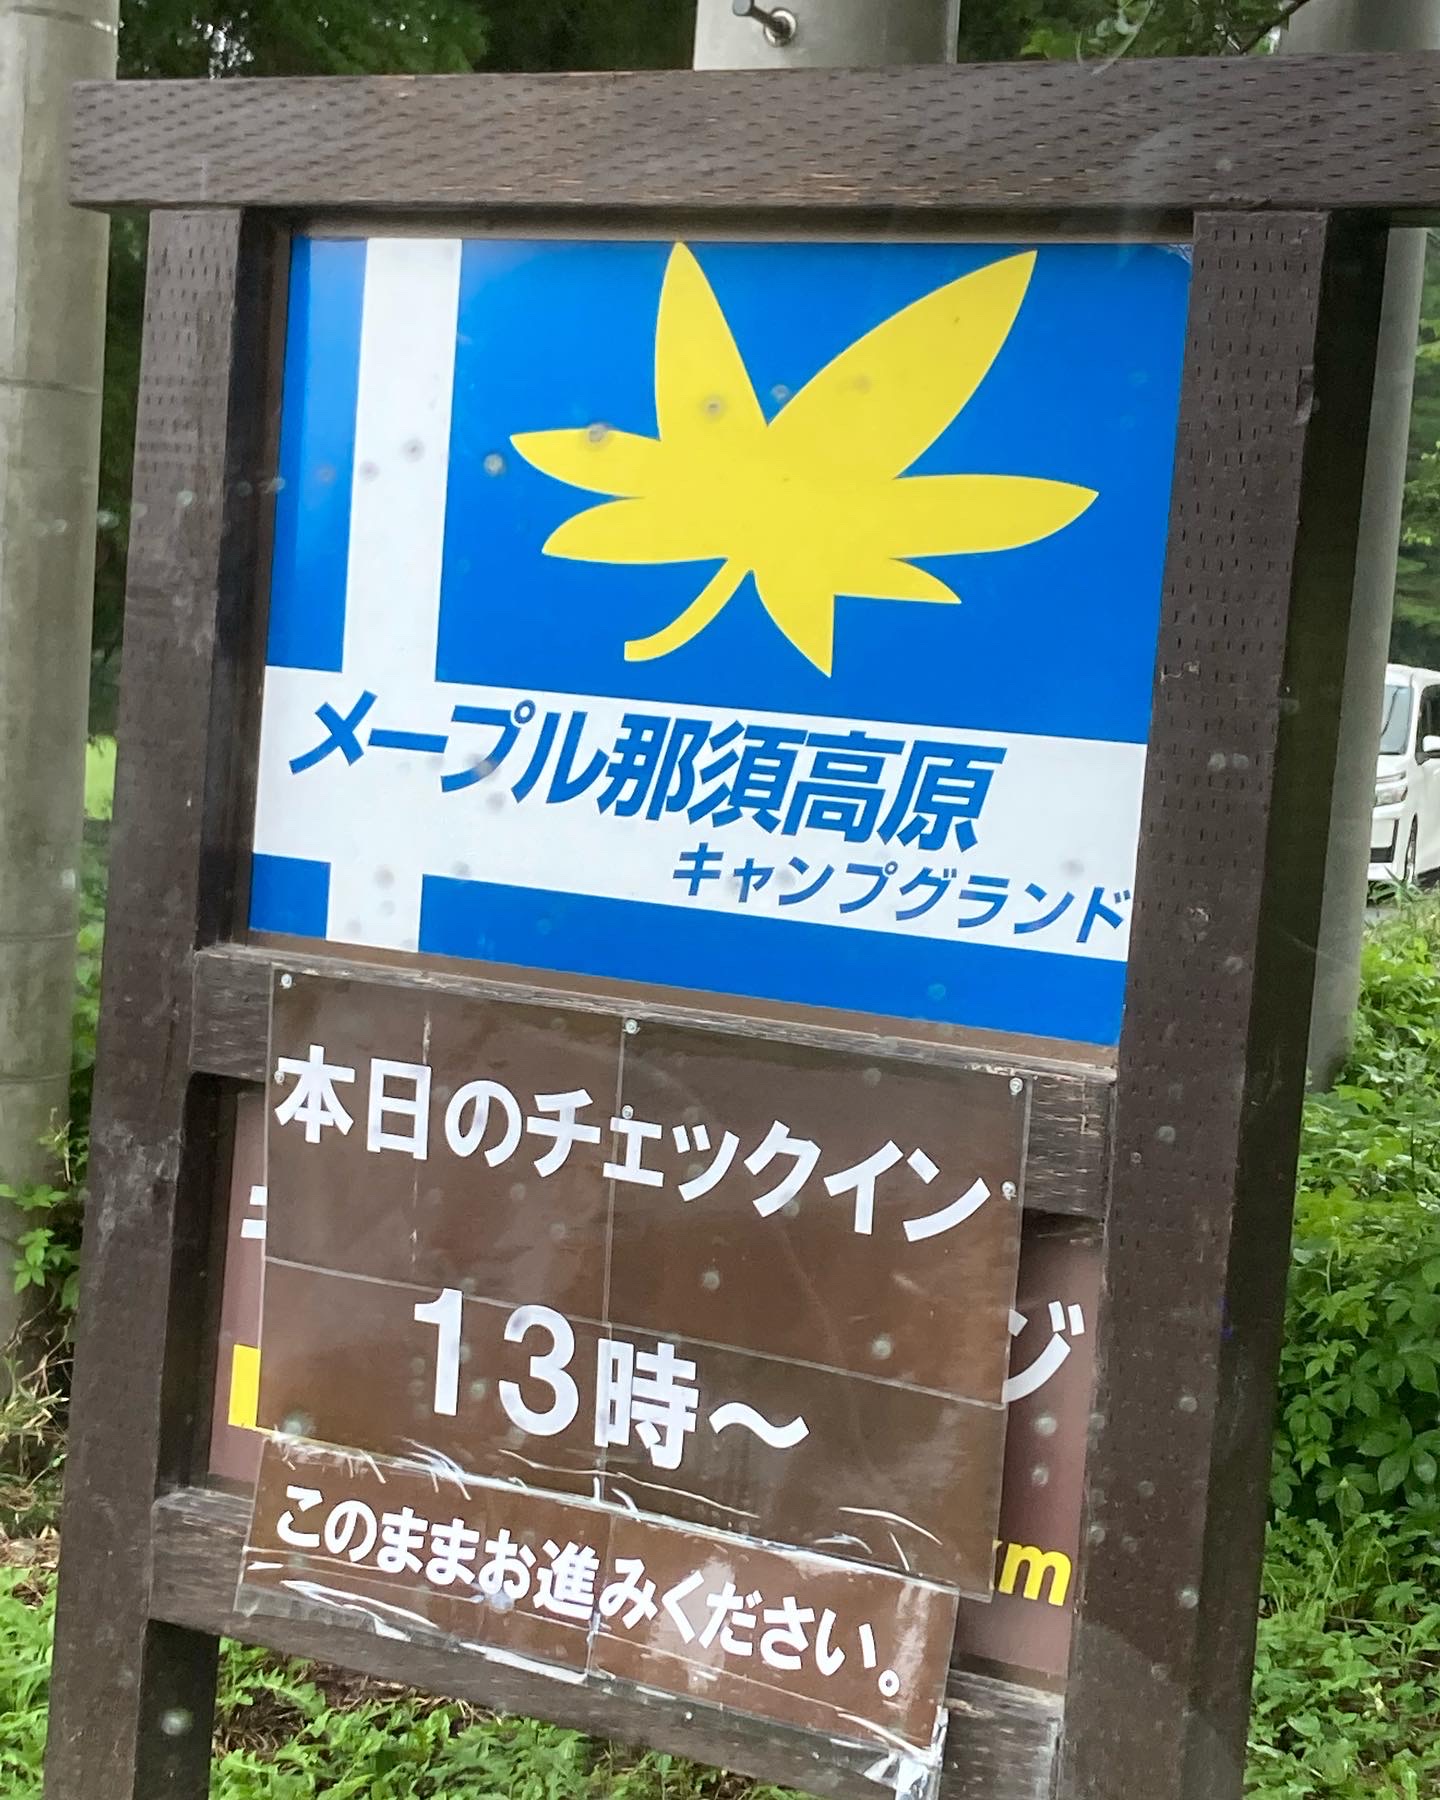 メープル那須高原
キャンプグランド
本日のチェックイン
13時～
このままお進みください。